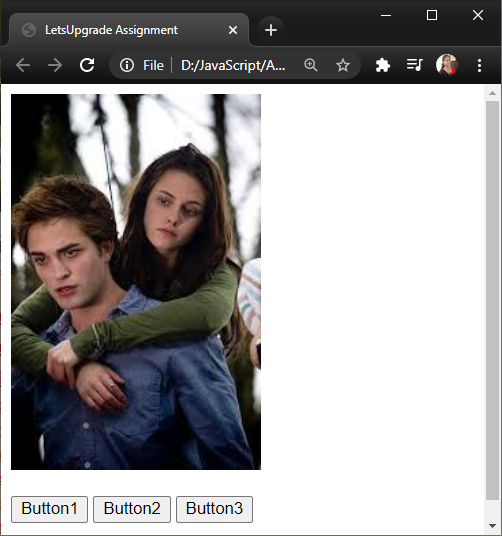 LetsUpgrade Assignment
File D:/JavaScript/A...
Button1 Button2 Button3